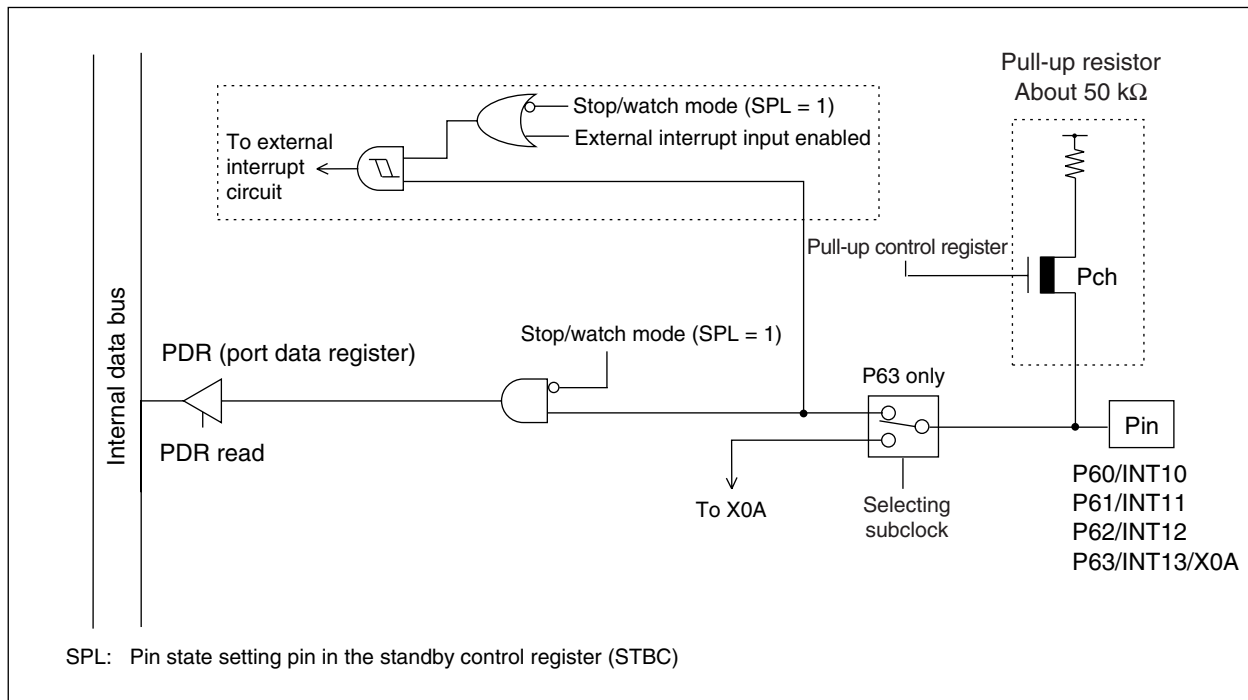 Pull-up resistor
About 50 kΩ
Stop/watch mode (SPL = 1)
External interrupt input enabled
To external
interrupt
circuit
Pull-up control register
Pch
Internal data bus
Stop/watch mode (SPL = 1)
PDR (port data register)
PDR read
P63 only
Pin
To X0A
Selecting
subclock
P60/INT10
P61/INT11
P62/INT12
P63/INT13/X0A
SPL: Pin state setting pin in the standby control register (STBC)